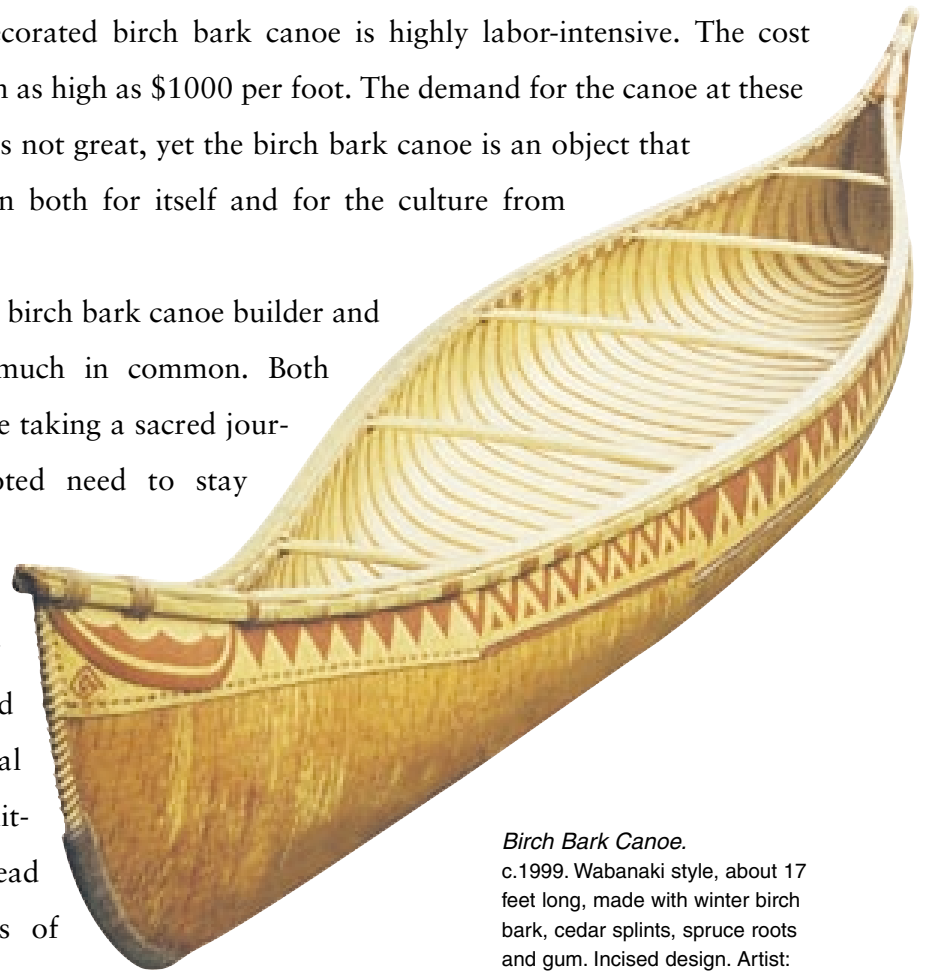 birch bark canoe is highly labor-intensive. The cost
as high as $1000 per foot. The demand for the canoe at these
not great, yet the birch bark canoe is an object that
both for itself and for the culture from
birch bark canoe builder and
much in common. Both
taking a sacred jour-
need to stay
of
Birch Bark Canoe.
c.1999. Wabanaki style, about 17
feet long, made with winter birch
bark, cedar splints, spruce roots
and gum. Incised design. Artist: